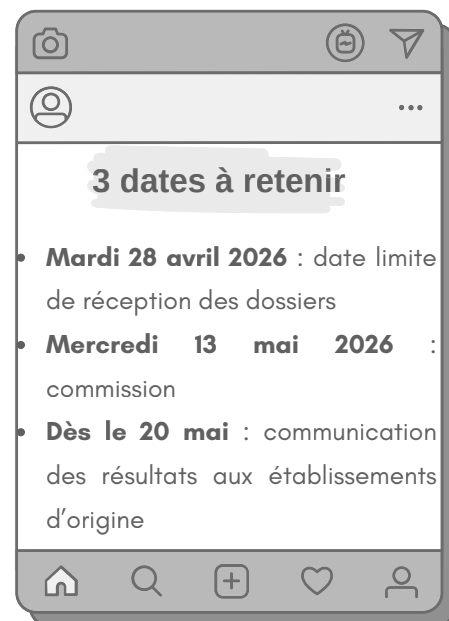 3 dates à retenir
• Mardi 28 avril 2026 : date limite
de réception des dossiers
• Mercredi 13 mai 2026 :
commission
• Dès le 20 mai : communication
des résultats aux établissements
d’origine